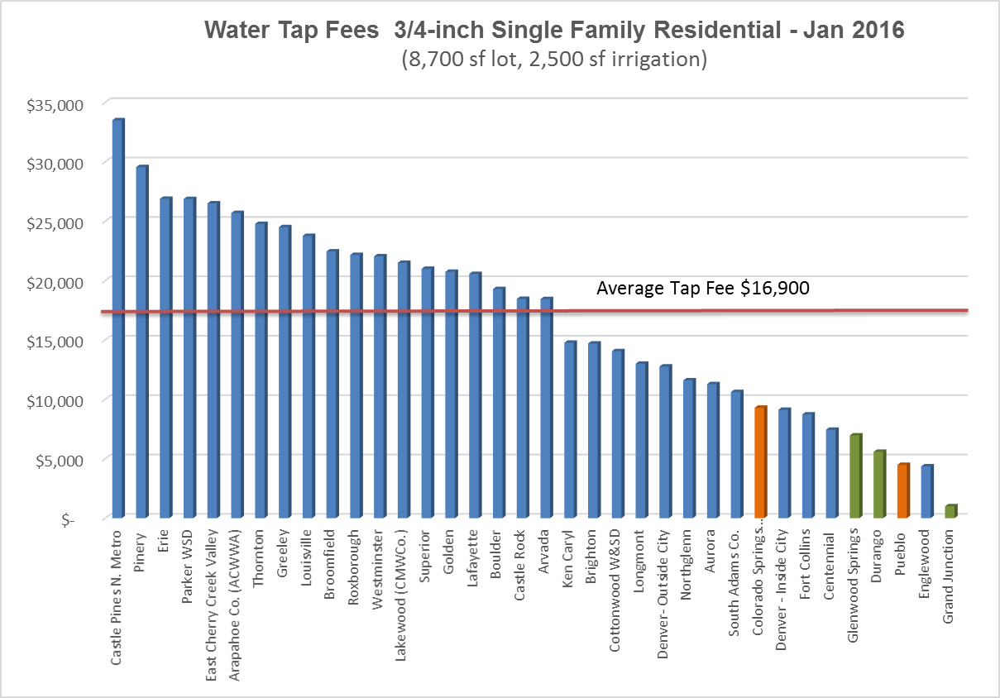 Water Tap Fees 3/4-inch Single Family Residential - Jan 2016
(8,700 sf lot, 2,500 sf irrigation)
$35,000
$30,000
$25,000
$20,000
$15,000
$10,000
$5,000
$-
Average Tap Fee $16,900
Castle Pines N. Metro
Pinery
Erie
Parker WSD
East Cherry Creek Valley
Arapahoe Co. (ACWWA)
Thornton
Greeley
Louisville
Broomfield
Roxborough
Westminster
Lakewood (CMWCo.)
Superior
Golden
Lafayette
Boulder
Castle Rock
Arvada
Ken Caryl
Brighton
Cottonwood W&SD
Longmont
Denver- Outside City
Northglenn
Aurora
South Adams Co.
Colorado Springs...
Denver - Inside City
Fort Collins
Centennial
Glenwood Springs
Durango
Pueblo
Englewood
Grand Junction